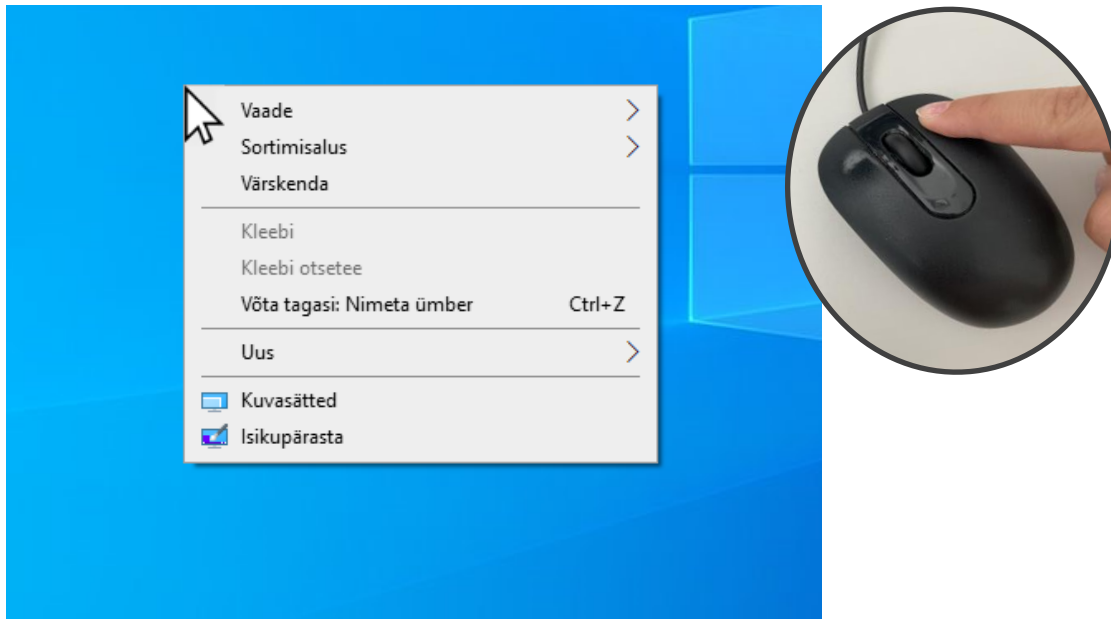 Vaade
Sortimisalus
Värskenda
Kleebi
Kleebi otsetee
Võta tagasi: Nimeta ümber Ctrl+Z
Uus
Kuvasätted
Isikupärasta